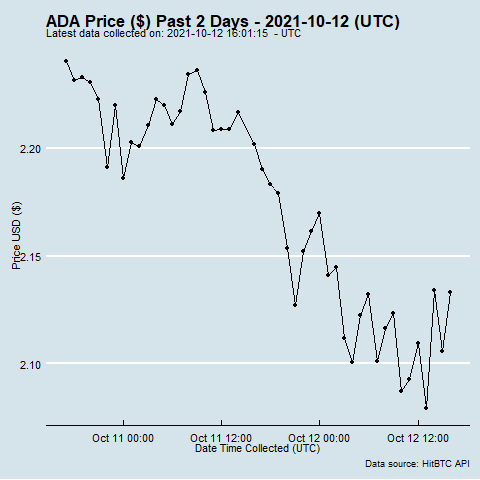 ADA Price ($) Past 2 Days - 2021-10-12 (UTC)
Latest data collected on: 2021-10-12 16:01:15  - UTC
Price USD ($)
2.20
2.15
2.10
Oct 11 00:00
Oct 11 12:00
Oct 12 00:00
Oct 12 12:00
Date Time Collected (UTC)
Data source: HitBTC API